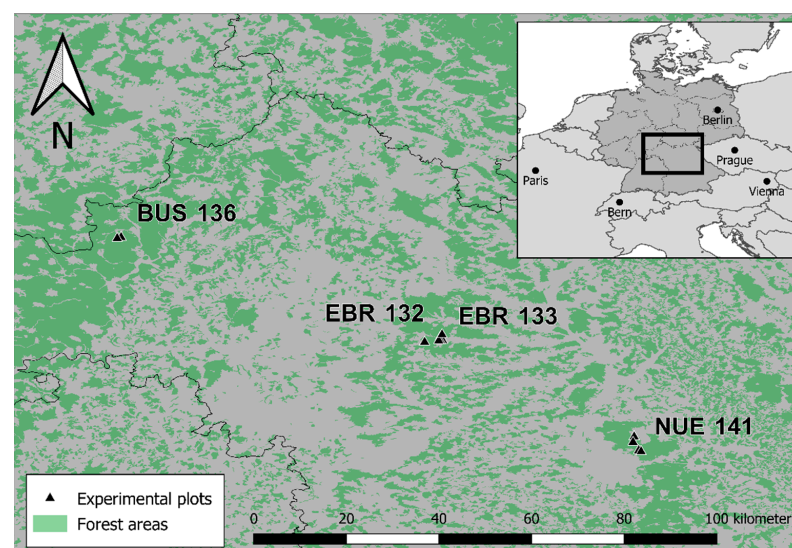 N
BUS 136
EBR 132
EBR 133
NUE 141
Berlin
Prague
Paris
Vienna
Bern
Experimental plots
Forest areas
0 20 40 60 80 100 kilometer